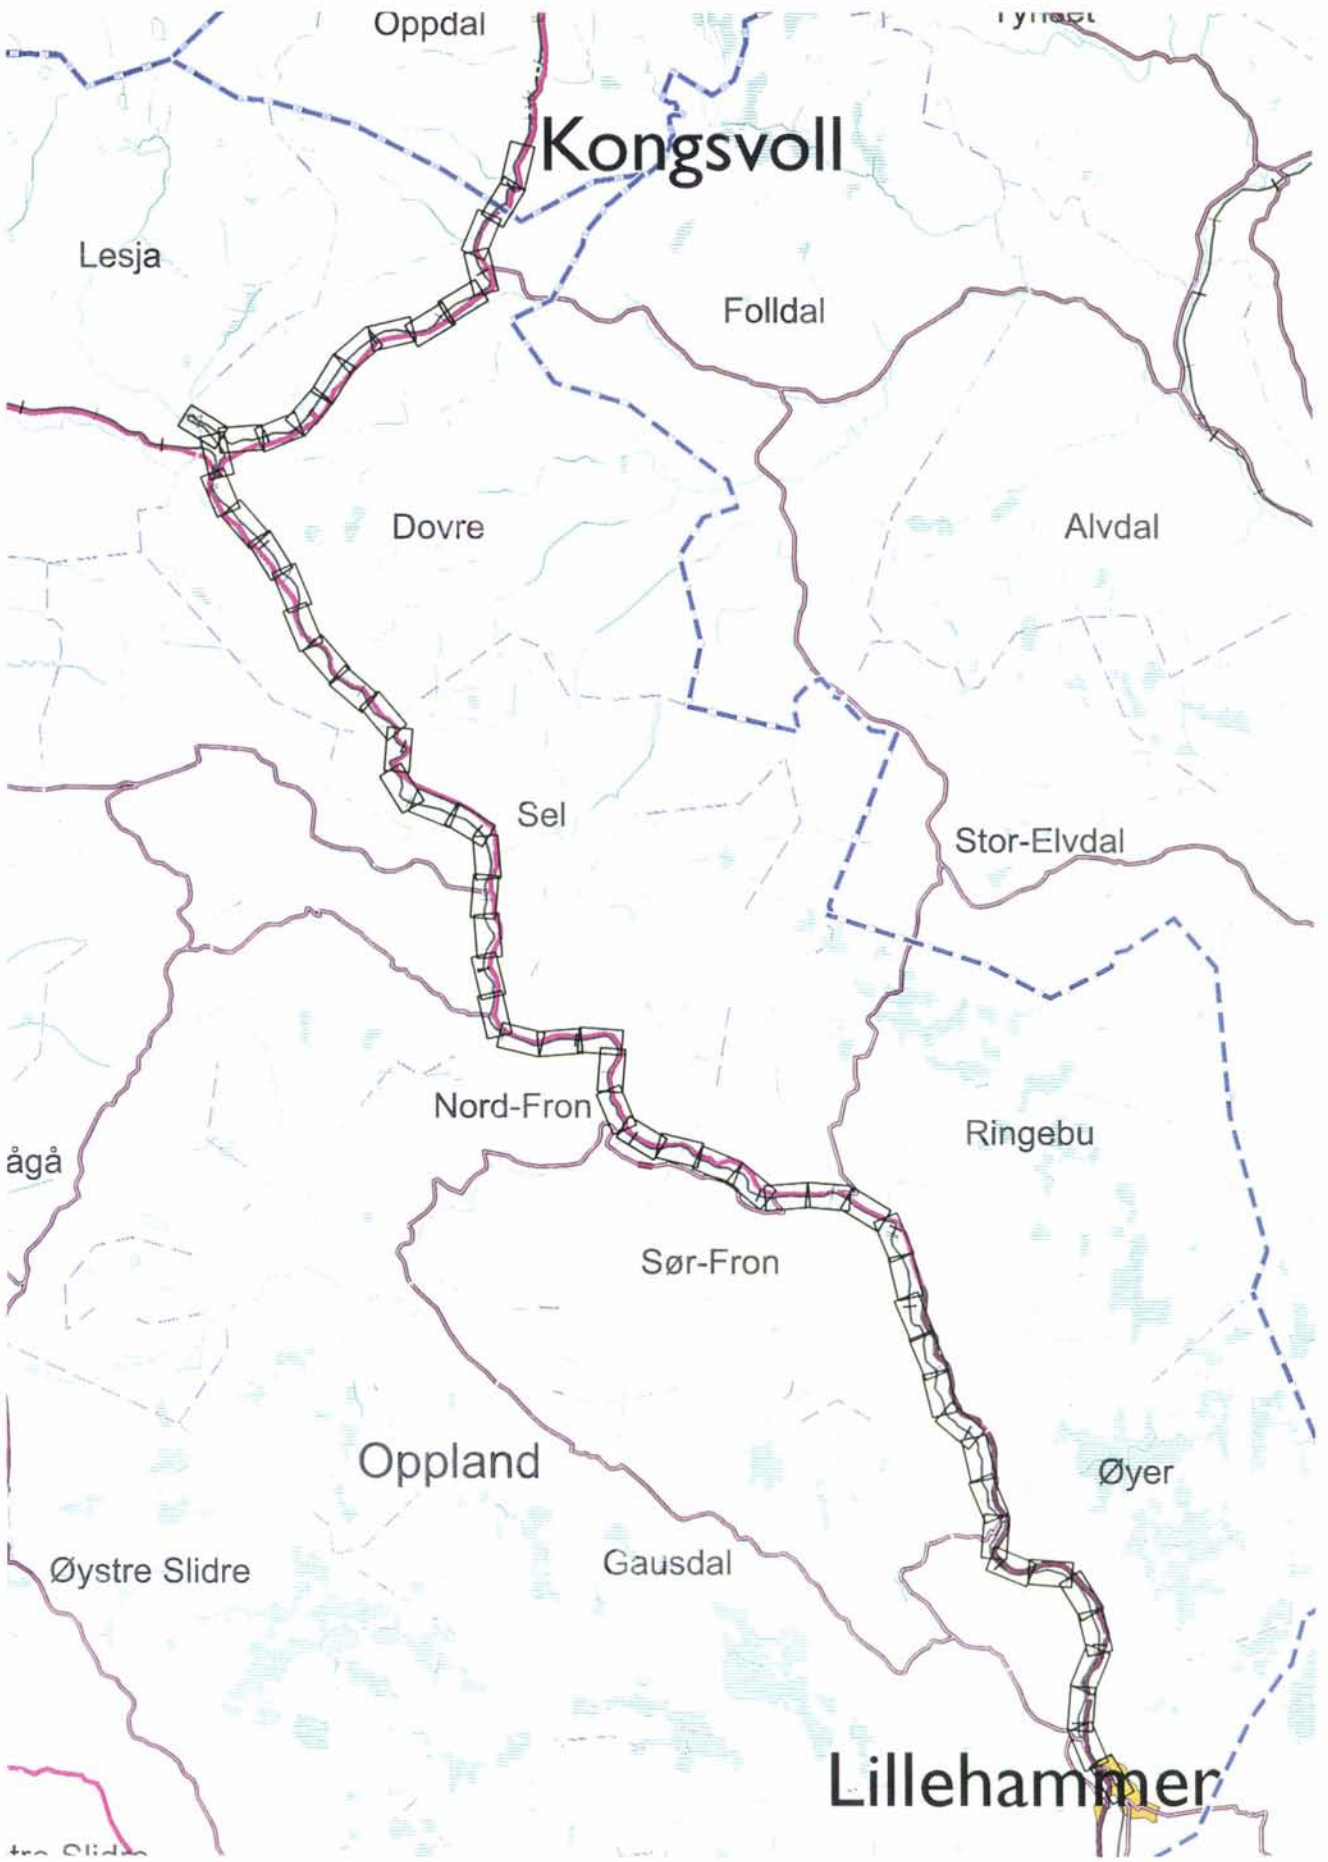 Oppdal
Kongsvoll
Lesja
Folldal
Dovre
Alvdal
Sel
Stor-Elvdal
Nord-Fron
Ringebu
ågå
Sør-Fron
Oppland
Øyer
Øystre Slidre
Gausdal
Lillehammer